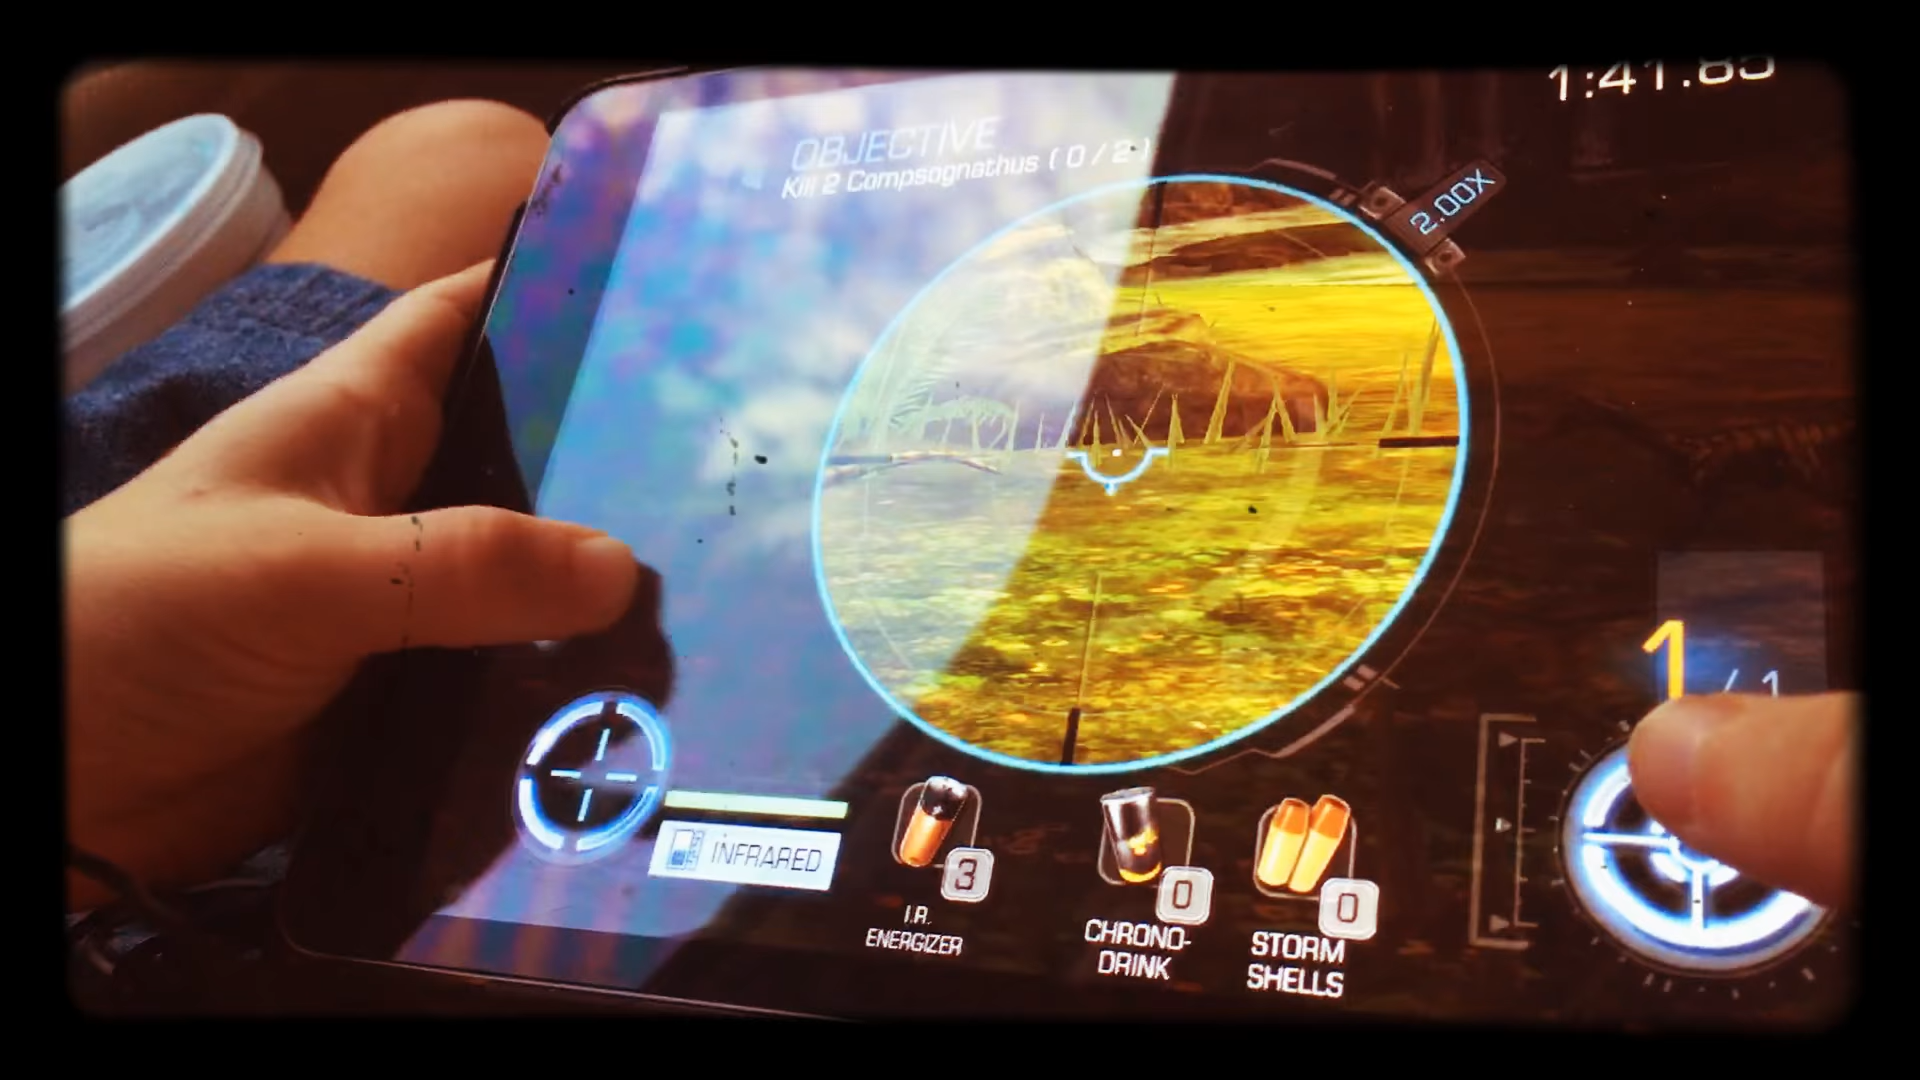 1:41.85
OBJECTIVE
Kill 2 Compsognathus ( 0 / 2 )
2.00X
1 / 1
INFRARED
3
0
0
I.R.
ENERGIZER
CHRONO-
DRINK
STORM
SHELLS